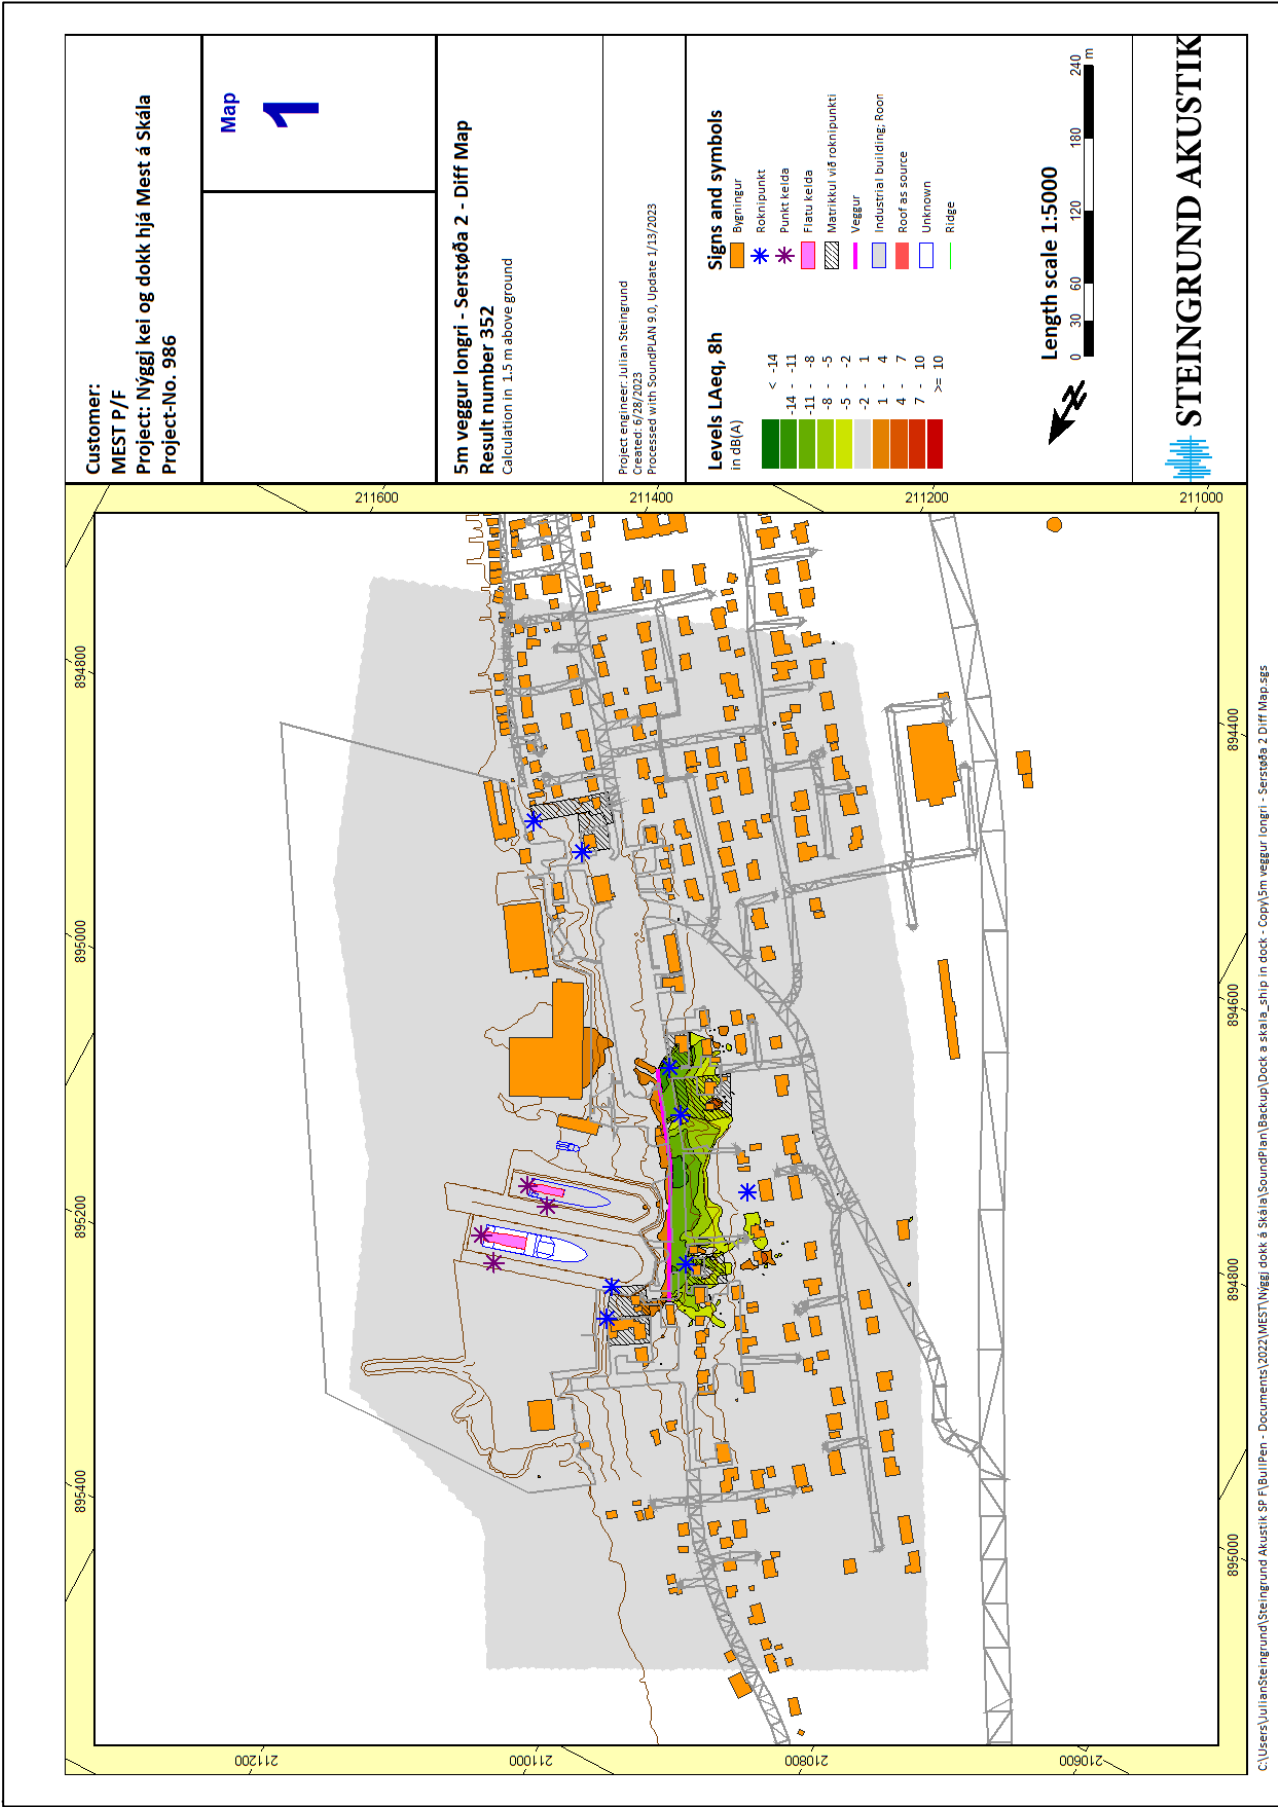 Customer:
MEST P/F
Project: Nýggj kei og dokk hjá Mest á Skála
Project-No. 986
Map
1
5m veggur longri - Serstøða 2 - Diff Map
Result number 352
Calculation in 1.5 m above ground
Project engineer: Julian Steingrund
Created: 6/28/2023
Processed with SoundPLAN 9.0, Update 1/13/2023
Levels LAeq, 8h
in dB(A)
< -14
-14 - -11
-11 - -8
-8 - -5
-5 - -2
-2 - 1
1 - 4
4 - 7
7 - 10
>= 10
Signs and symbols
Bygningur
Roknipunkt
Punkt kelda
Flatu kelda
Matrikkul við roknipunkti
Veggur
Industrial building; Roon
Roof as source
Unknown
Ridge
Length scale 1:5000
0 30 60 120 180 240
m
STEINGRUND AKUSTIK
211600
211400
211200
211000
894800
895000
895200
895400
894400
894600
894800
895000
211200
211000
210800
210600
C:\Users\JulianSteingrund\Steingrund Akustik SP F\BullPen - Documents\2022\MEST\Nýggj dokk á Skála\SoundPlan\Backup\Dock a skala_ship in dock - Copy\5m veggur longri - Serstøða 2 Diff Map.sgs